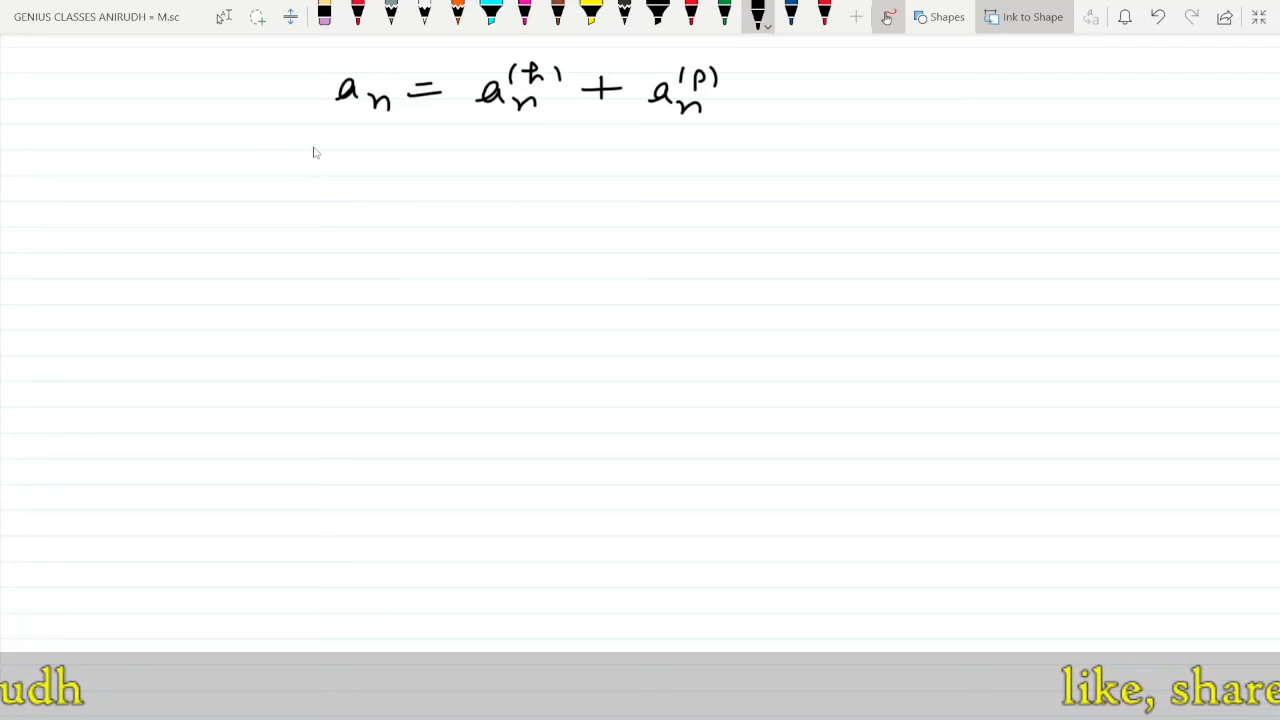 GENIUS CLASSES ANIRUDH » M.sc
Shapes
Ink to Shape
aₙ = aₙ⁽ʰ⁾ + aₙ⁽ᵖ⁾
udh
like, share